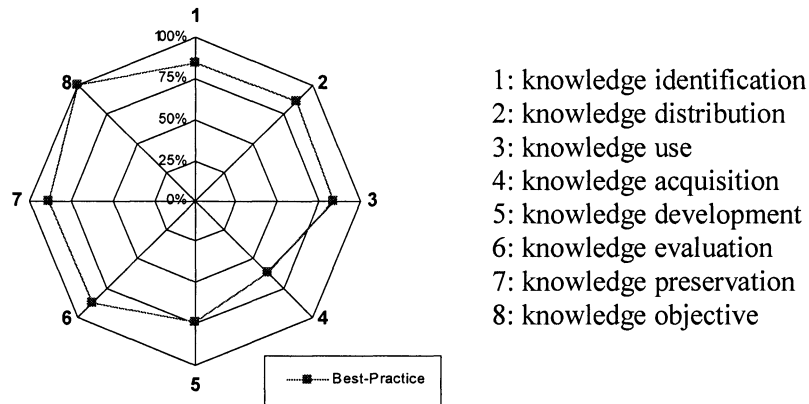 1
100%
8
2
75%
50%
25%
7
0%
3
6
4
5
Best-Practice
1: knowledge identification
2: knowledge distribution
3: knowledge use
4: knowledge acquisition
5: knowledge development
6: knowledge evaluation
7: knowledge preservation
8: knowledge objective